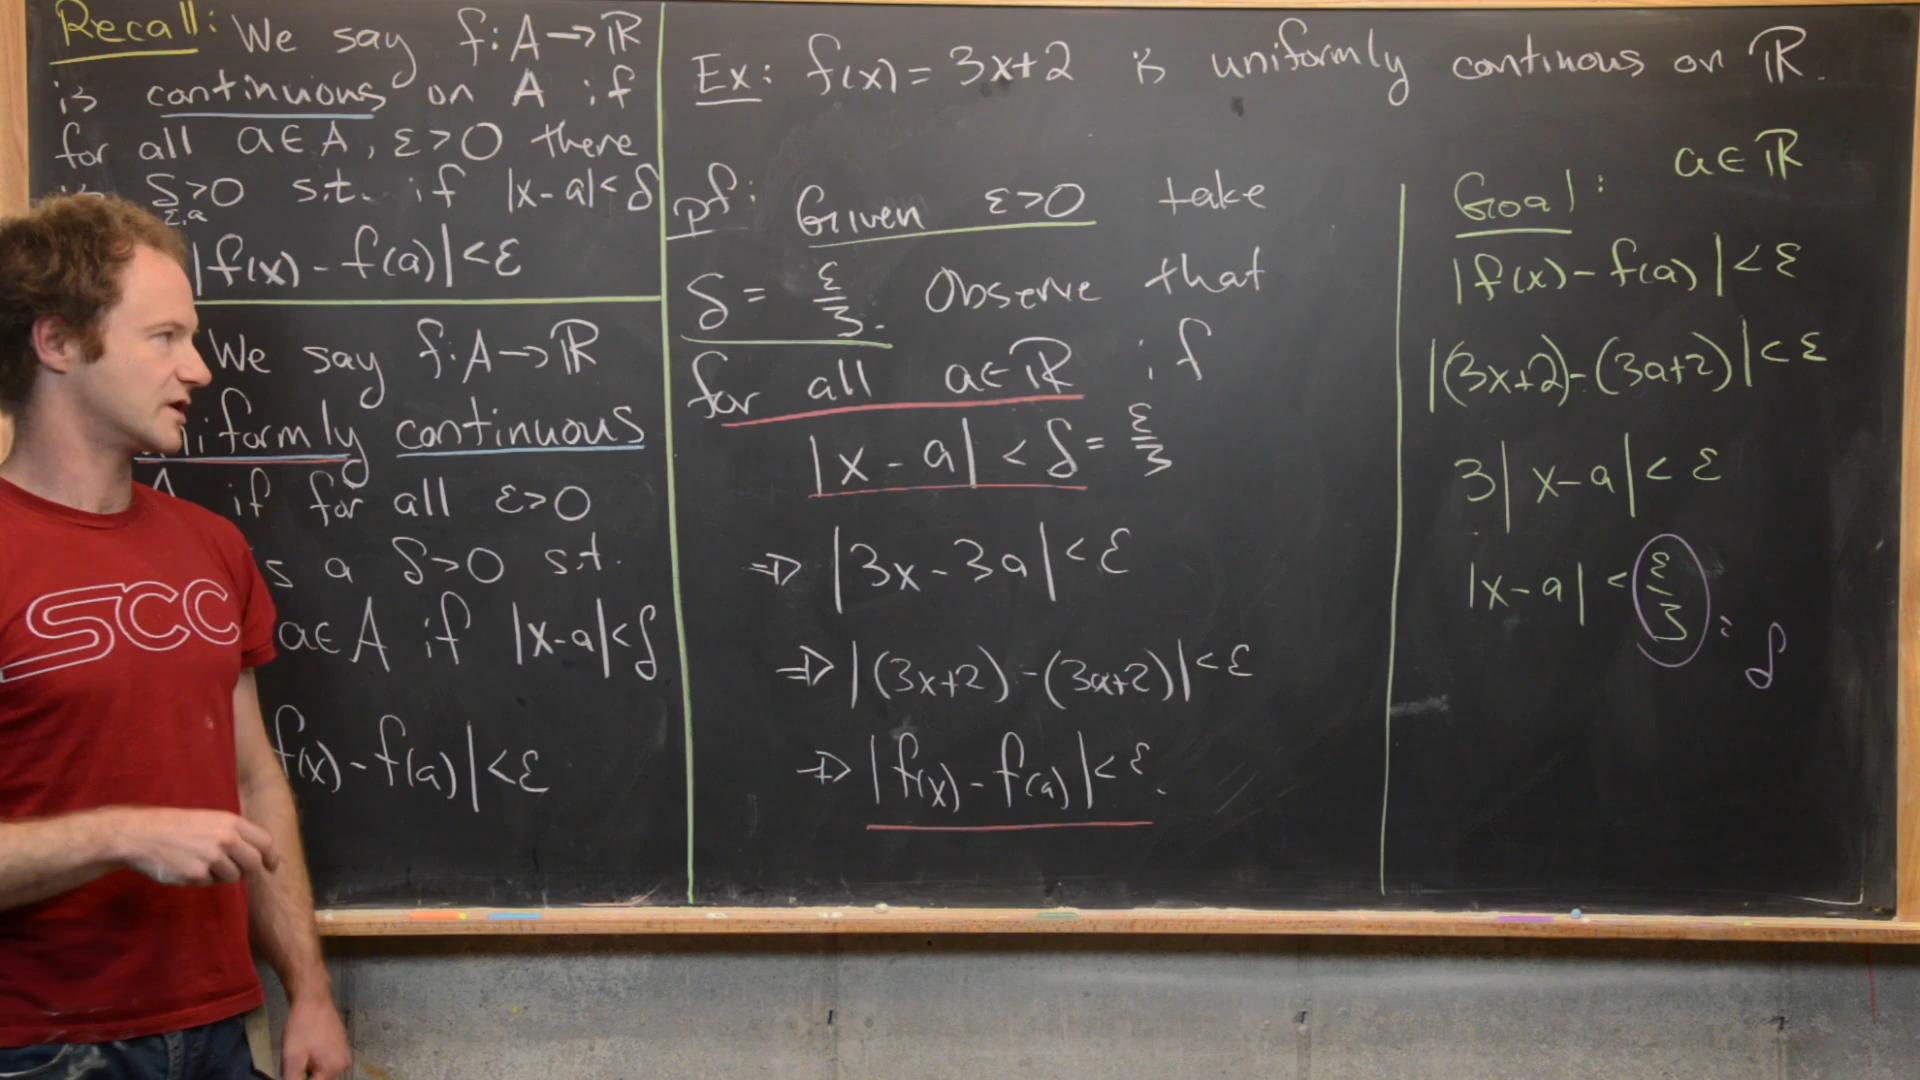 Recall: We say f: A → ℝ
is continuous on A if
for all a ∈ A, ε > 0 there
δ > 0 s.t. if |x-a| < δ
ε,a
|f(x) - f(a)| < ε
We say f: A → ℝ
iformly continuous
A if for all ε > 0
s a δ > 0 s.t.
a ∈ A if |x-a| < δ
f(x) - f(a)| < ε
Ex: f(x) = 3x+2 is uniformly continous on ℝ.
pf: Given ε > 0 take
δ = ε/3. Observe that
for all a ∈ ℝ if
|x - a| < δ = ε/3
⇒ |3x - 3a| < ε
⇒ |(3x+2) - (3a+2)| < ε
⇒ |f(x) - f(a)| < ε.
Goal: a ∈ ℝ
|f(x) - f(a)| < ε
|(3x+2) - (3a+2)| < ε
3|x-a| < ε
|x-a| < ε/3 = δ
SCC